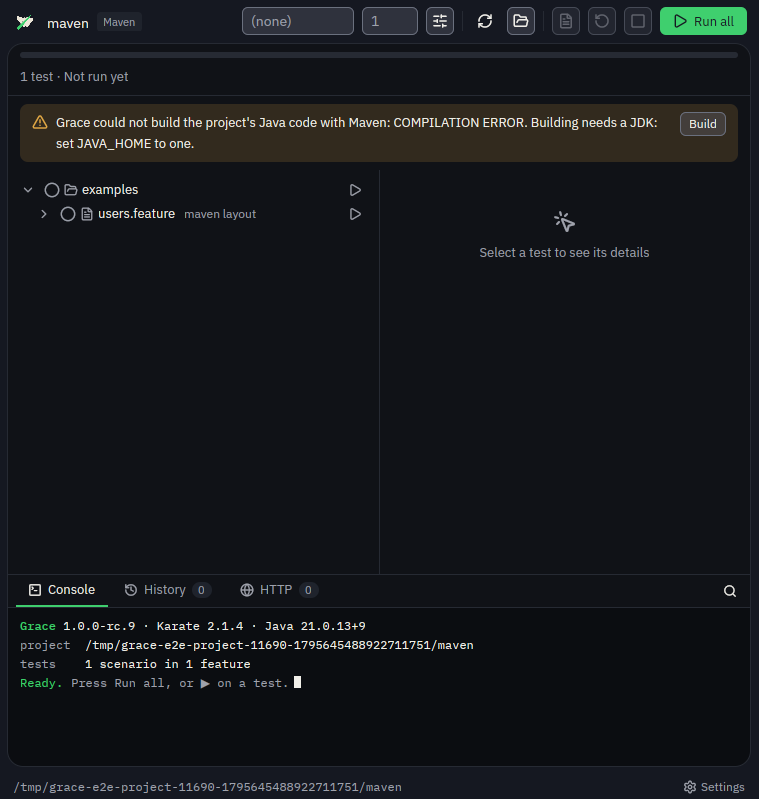 maven Maven (none) 1 Run all
1 test · Not run yet
Grace could not build the project's Java code with Maven: COMPILATION ERROR. Building needs a JDK:
set JAVA_HOME to one.
Build
examples
users.feature maven layout
Select a test to see its details
Console History 0 HTTP 0
Grace 1.0.0-rc.9 · Karate 2.1.4 · Java 21.0.13+9
project /tmp/grace-e2e-project-11690-1795645488922711751/maven
tests 1 scenario in 1 feature
Ready. Press Run all, or ▶ on a test.
/tmp/grace-e2e-project-11690-1795645488922711751/maven Settings